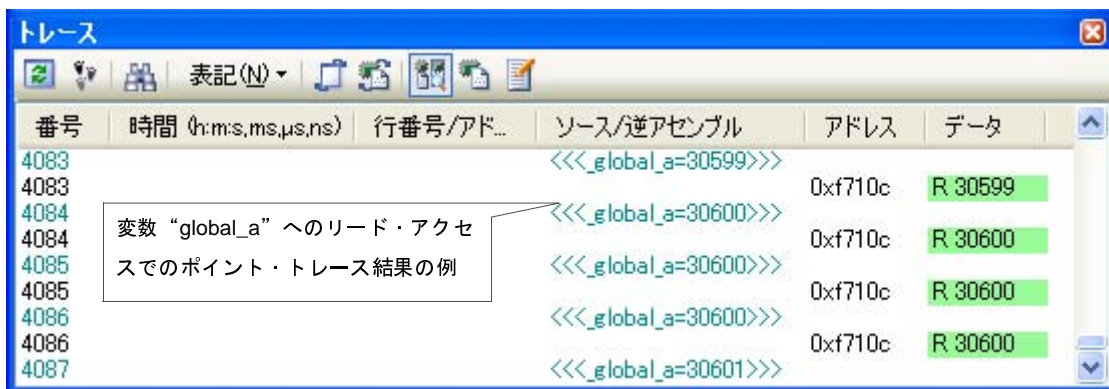 トレース
表記(N)
番号 時間 (h:m:s,ms,μs,ns) 行番号/アド... ソース/逆アセンブル アドレス データ
4083 <<<_global_a=30599>>>
4083 0xf710c R 30599
4084 <<<_global_a=30600>>>
4084 0xf710c R 30600
4085 <<<_global_a=30600>>>
4085 0xf710c R 30600
4086 <<<_global_a=30600>>>
4086 0xf710c R 30600
4087 <<<_global_a=30601>>>
変数“global_a”へのリード・アクセ
スでのポイント・トレース結果の例